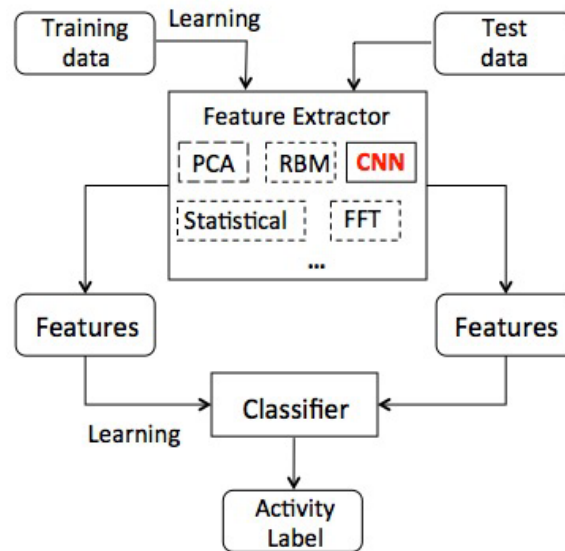 Training
data
Learning
Test
data
Feature Extractor
PCA
RBM
CNN
Statistical
FFT
...
Features
Features
Learning
Classifier
Activity
Label